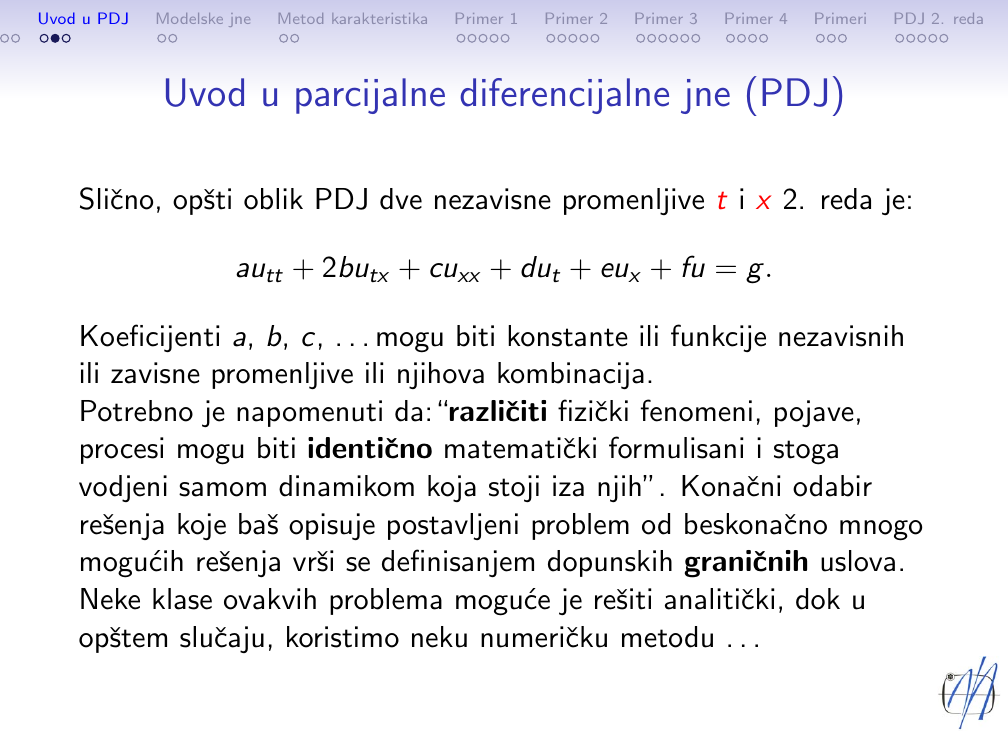 Uvod u PDJ Modelske jne Metod karakteristika Primer 1 Primer 2 Primer 3 Primer 4 Primeri PDJ 2. reda
Uvod u parcijalne diferencijalne jne (PDJ)
Slično, opšti oblik PDJ dve nezavisne promenljive t i x 2. reda je:
au_{tt} + 2bu_{tx} + cu_{xx} + du_t + eu_x + fu = g.
Koeficijenti a, b, c, . . . mogu biti konstante ili funkcije nezavisnih
ili zavisne promenljive ili njihova kombinacija.
Potrebno je napomenuti da: “različiti fizički fenomeni, pojave,
procesi mogu biti identično matematički formulisani i stoga
vodjeni samom dinamikom koja stoji iza njih”. Konačni odabir
rešenja koje baš opisuje postavljeni problem od beskonačno mnogo
mogućih rešenja vrši se definisanjem dopunskih graničnih uslova.
Neke klase ovakvih problema moguće je rešiti analitički, dok u
opštem slučaju, koristimo neku numeričku metodu . . .